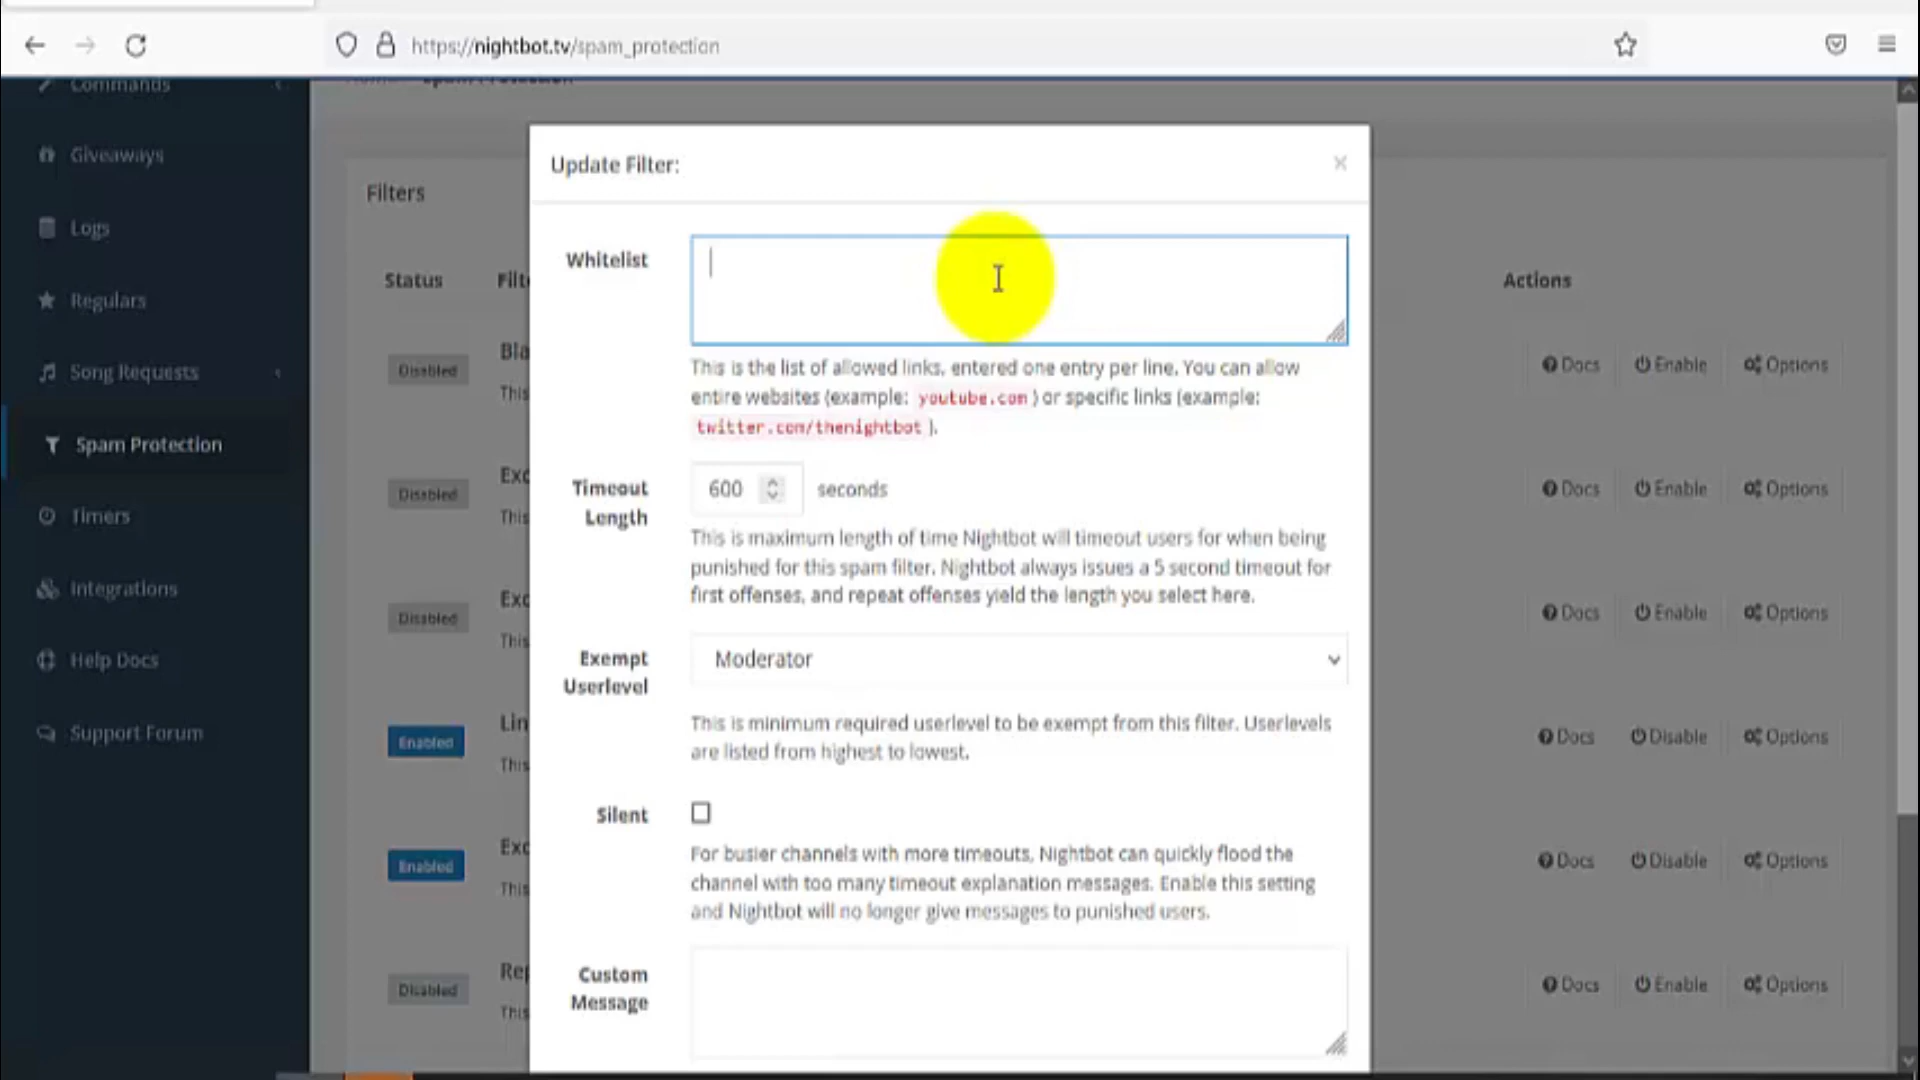 https://nightbot.tv/spam_protection
Commands
Giveaways
Logs
Regulars
Song Requests
Spam Protection
Timers
Integrations
Help Docs
Support Forum
Filters
Status
Actions
Disabled
This
Docs
Enable
Options
Disabled
This
Docs
Enable
Options
Disabled
This
Docs
Enable
Options
Enabled
This
Docs
Disable
Options
Enabled
This
Docs
Disable
Options
Disabled
This
Docs
Enable
Options
Update Filter:
×
Whitelist
This is the list of allowed links, entered one entry per line. You can allow
entire websites (example: youtube.com ) or specific links (example:
twitter.com/thenightbot ).
Timeout
Length
600
seconds
This is maximum length of time Nightbot will timeout users for when being
punished for this spam filter. Nightbot always issues a 5 second timeout for
first offenses, and repeat offenses yield the length you select here.
Exempt
Userlevel
Moderator
This is minimum required userlevel to be exempt from this filter. Userlevels
are listed from highest to lowest.
Silent
For busier channels with more timeouts, Nightbot can quickly flood the
channel with too many timeout explanation messages. Enable this setting
and Nightbot will no longer give messages to punished users.
Custom
Message